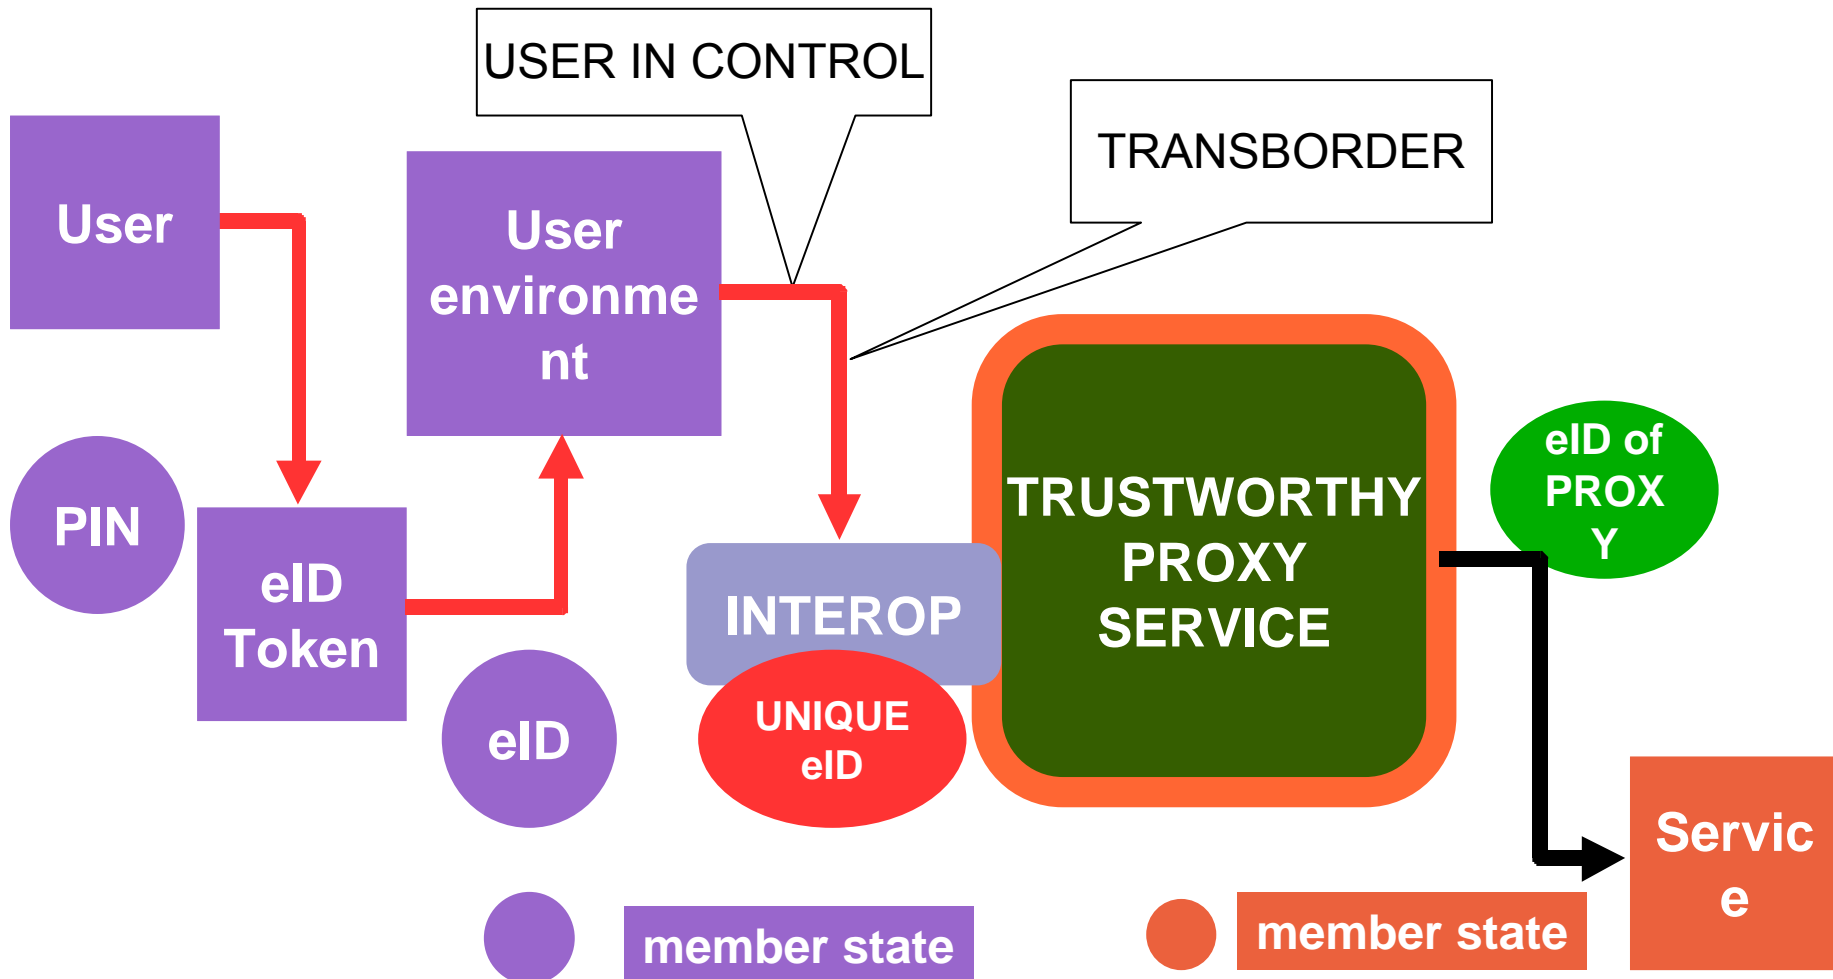 USER IN CONTROL
TRANSBORDER
User
User
environme
nt
PIN
eID
Token
eID
INTEROP
UNIQUE
eID
TRUSTWORTHY
PROXY
SERVICE
eID of
PROX
Y
Servic
e
member state
member state